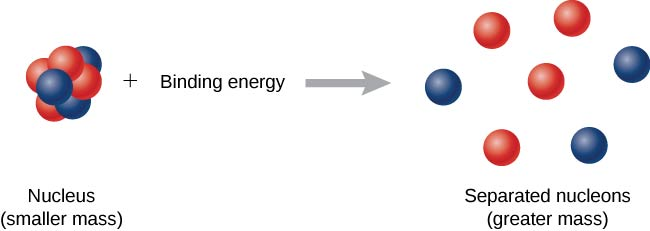 + Binding energy
Nucleus
(smaller mass)
Separated nucleons
(greater mass)